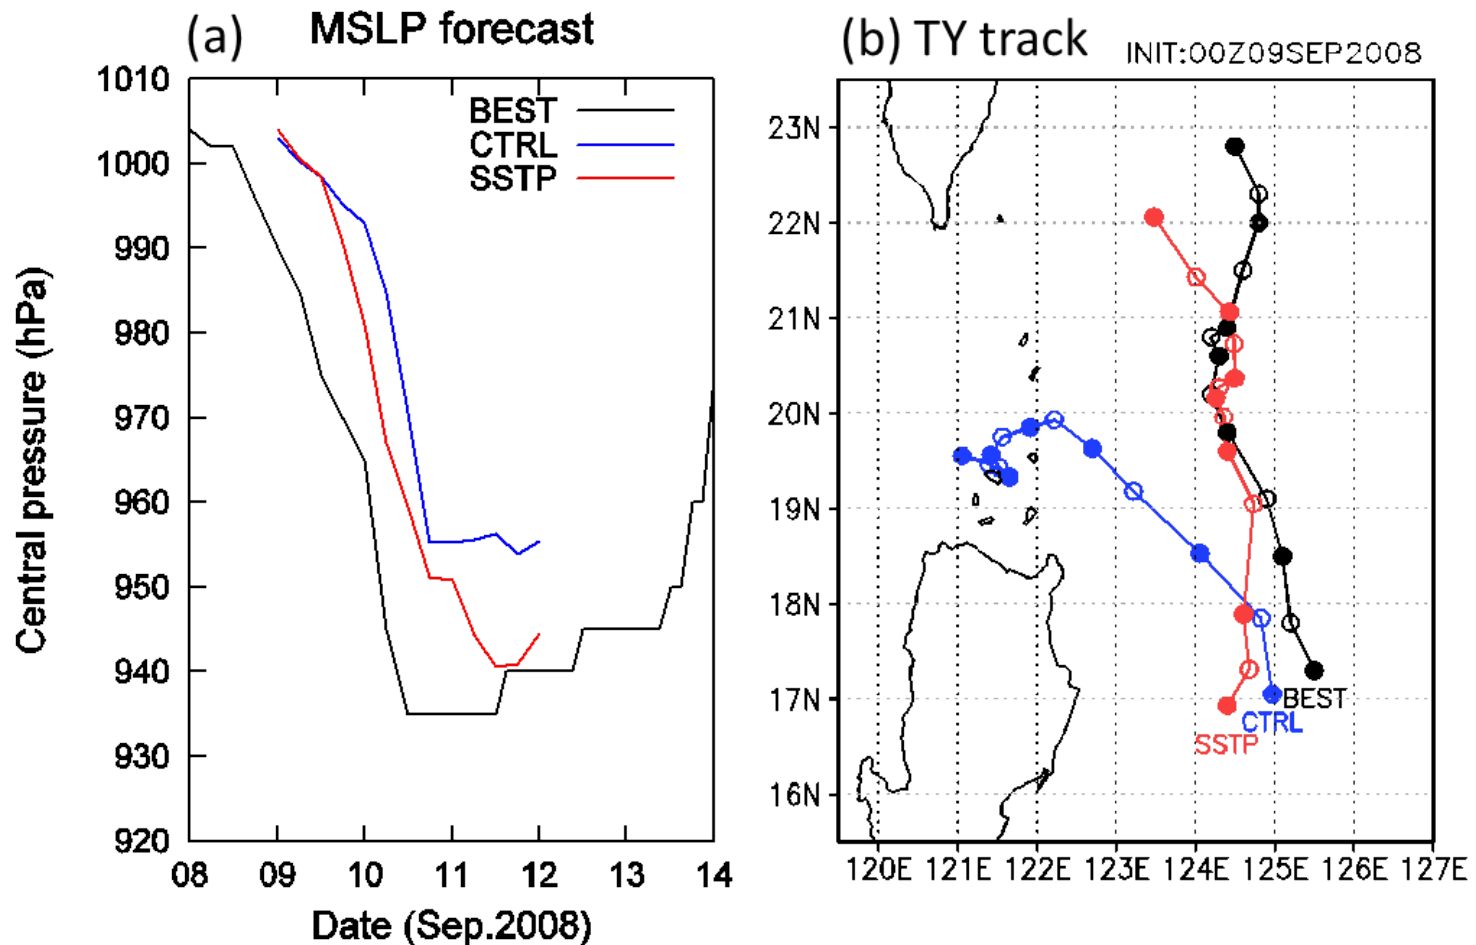 (a) MSLP forecast
1010
1000
990
980
970
960
950
940
930
920
Central pressure (hPa)
BEST
CTRL
SSTP
08 09 10 11 12 13 14
Date (Sep.2008)
(b) TY track
INIT:00Z09SEP2008
23N
22N
21N
20N
19N
18N
17N
16N
BEST
CTRL
SSTP
120E 121E 122E 123E 124E 125E 126E 127E